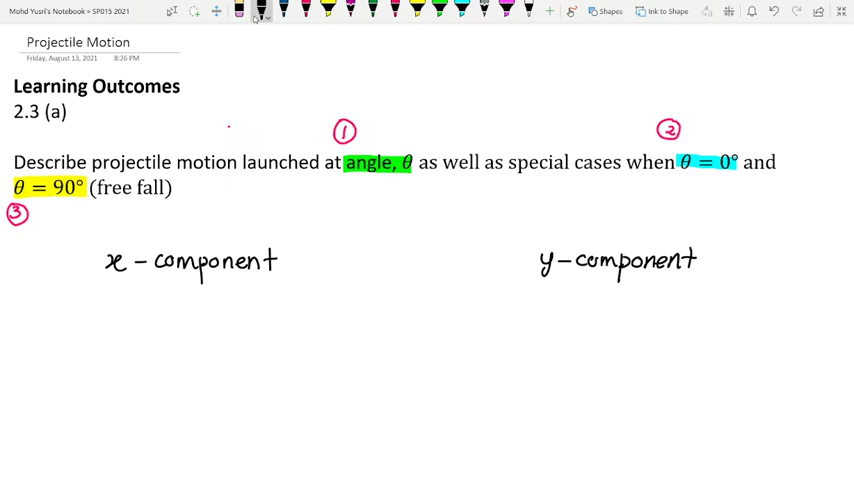 Mohd Yusri's Notebook » SP015 2021
Shapes
Ink to Shape
Projectile Motion
Friday, August 13, 2021 8:26 PM
Learning Outcomes
2.3 (a)
1
2
Describe projectile motion launched at angle, θ as well as special cases when θ = 0° and
θ = 90° (free fall)
3
x - component
y - component